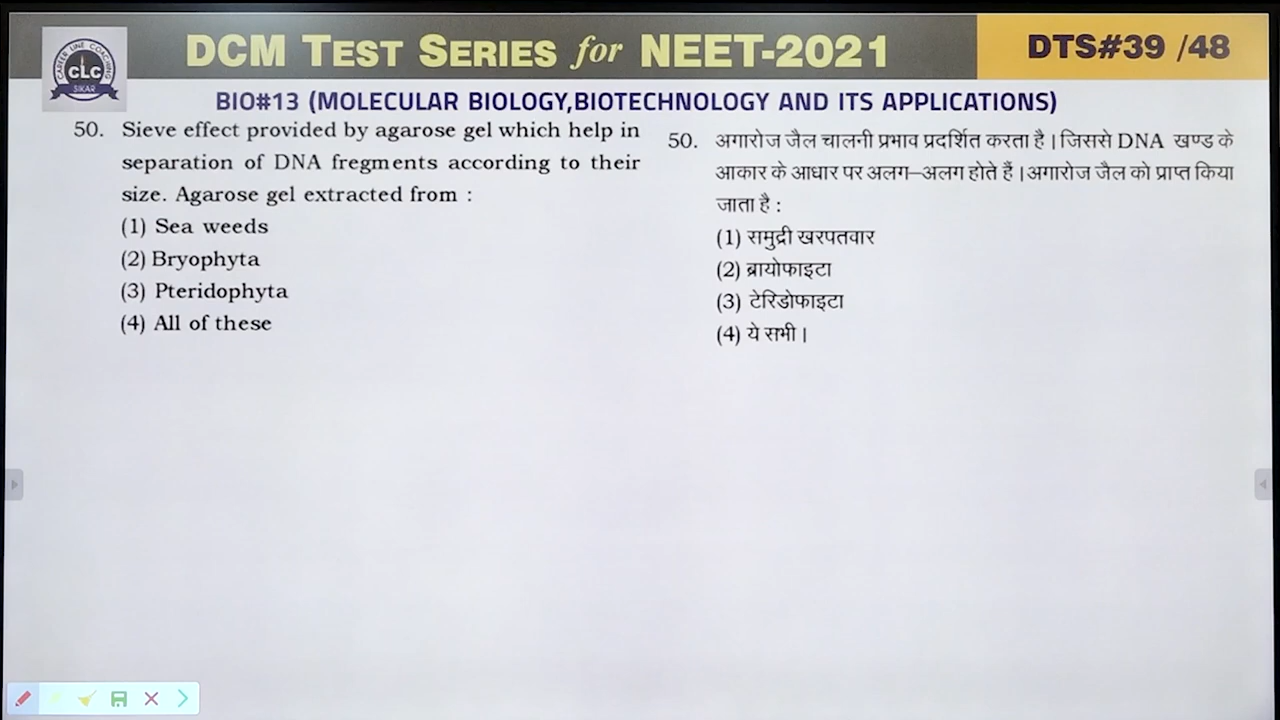 DCM TEST SERIES for NEET-2021
DTS#39 /48
CAREER LINE COACHING
CLC
SIKAR
BIO#13 (MOLECULAR BIOLOGY,BIOTECHNOLOGY AND ITS APPLICATIONS)
50. Sieve effect provided by agarose gel which help in
separation of DNA fregments according to their
size. Agarose gel extracted from :
(1) Sea weeds
(2) Bryophyta
(3) Pteridophyta
(4) All of these
50. अगारोज जैल चालनी प्रभाव प्रदर्शित करता है। जिससे DNA खण्ड के
आकार के आधार पर अलग–अलग होते हैं। अगारोज जैल को प्राप्त किया
जाता है :
(1) समुद्री खरपतवार
(2) ब्रायोफाइटा
(3) टेरिडोफाइटा
(4) ये सभी।